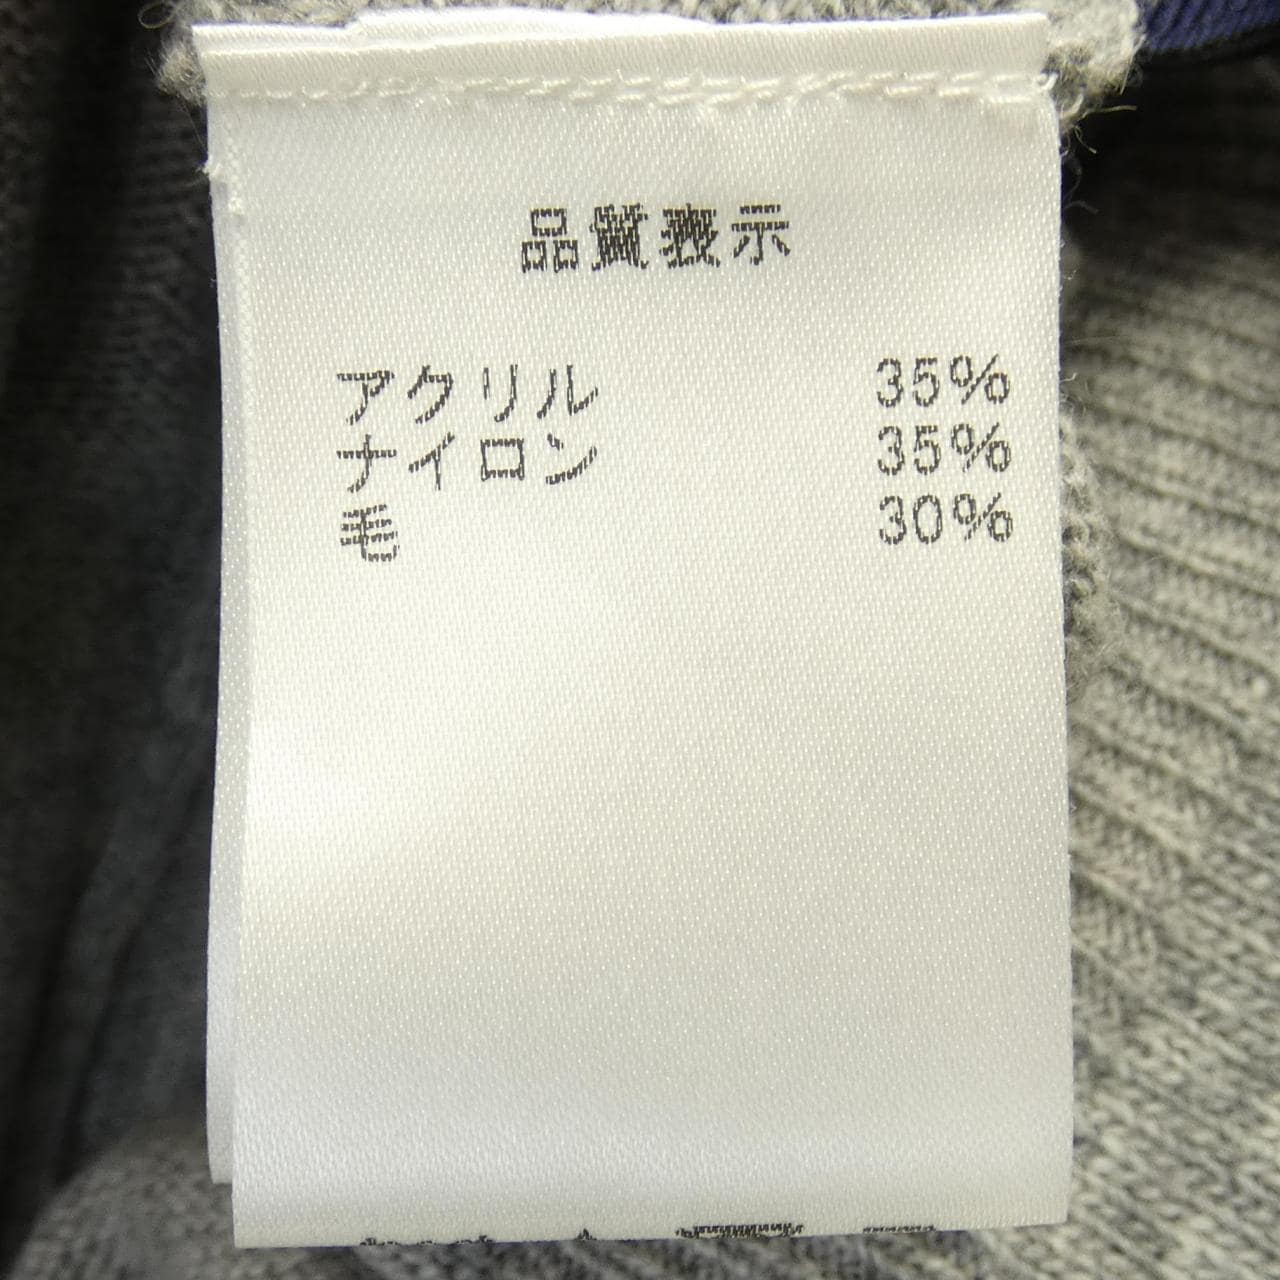 品質表示
アクリル 35%
ナイロン 35%
毛 30%